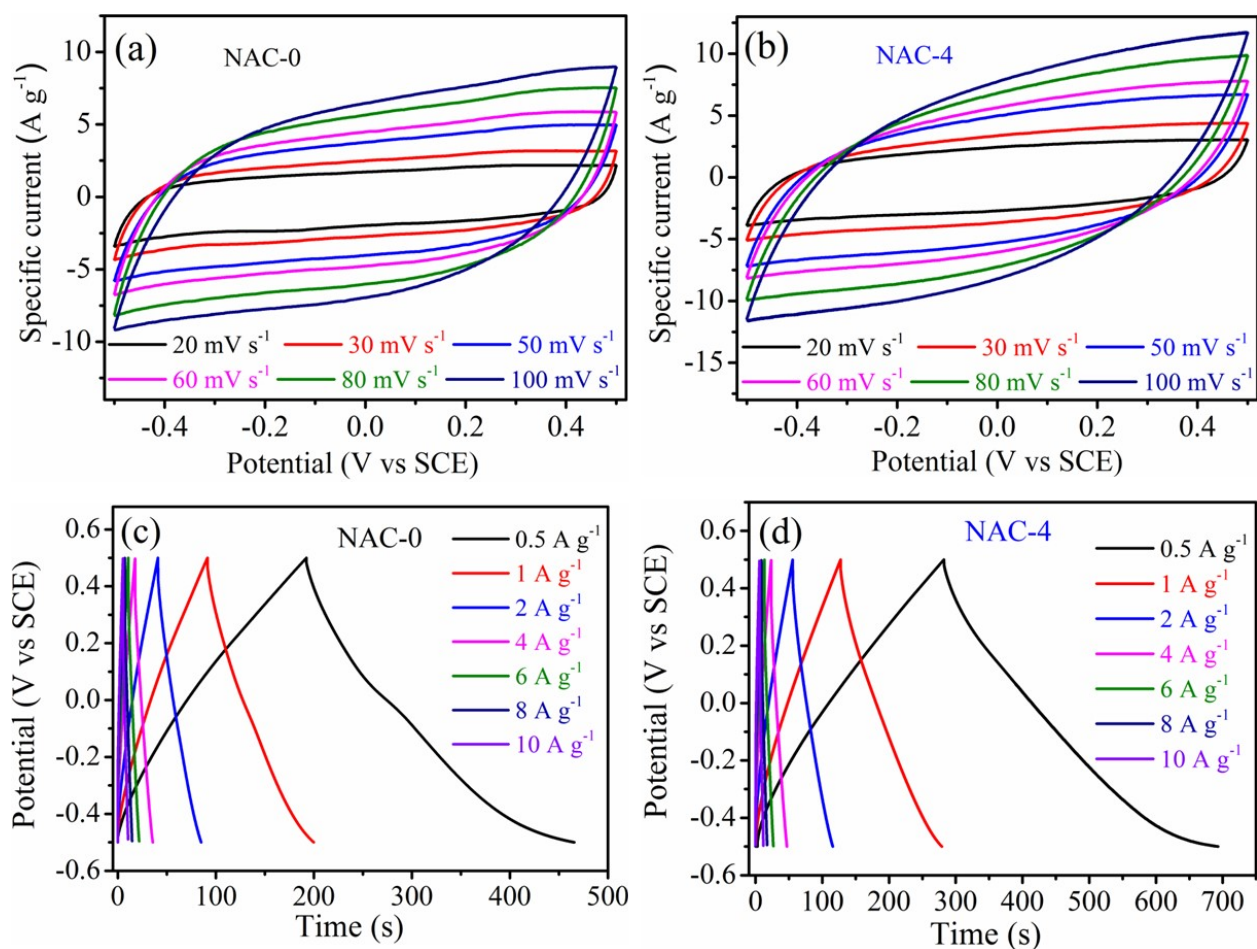 (a)
NAC-0
Specific current (A g⁻¹)
10
5
0
-5
-10
20 mV s⁻¹ 30 mV s⁻¹ 50 mV s⁻¹
60 mV s⁻¹ 80 mV s⁻¹ 100 mV s⁻¹
-0.4 -0.2 0.0 0.2 0.4
Potential (V vs SCE)
(b)
NAC-4
Specific current (A g⁻¹)
10
5
0
-5
-10
-15
20 mV s⁻¹ 30 mV s⁻¹ 50 mV s⁻¹
60 mV s⁻¹ 80 mV s⁻¹ 100 mV s⁻¹
-0.4 -0.2 0.0 0.2 0.4
Potential (V vs SCE)
(c)
NAC-0
Potential (V vs SCE)
0.6
0.4
0.2
0.0
-0.2
-0.4
-0.6
0.5 A g⁻¹
1 A g⁻¹
2 A g⁻¹
4 A g⁻¹
6 A g⁻¹
8 A g⁻¹
10 A g⁻¹
0 100 200 300 400 500
Time (s)
(d)
NAC-4
Potential (V vs SCE)
0.6
0.4
0.2
0.0
-0.2
-0.4
-0.6
0.5 A g⁻¹
1 A g⁻¹
2 A g⁻¹
4 A g⁻¹
6 A g⁻¹
8 A g⁻¹
10 A g⁻¹
0 100 200 300 400 500 600 700
Time (s)